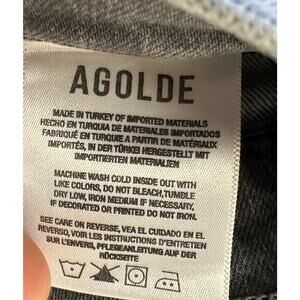 AGOLDE
MADE IN TURKEY OF IMPORTED MATERIALS
HECHO EN TURQUIA DE MATERIALES IMPORTADOS
FABRIQUÉ EN TURQUIE A PARTIR DE MATÉRIAUX
IMPORTÉS, IN DER TÜRKEI HERGESTELLT MIT
IMPORTIERTEN MATERIALIEN
MACHINE WASH COLD INSIDE OUT WITH
LIKE COLORS, DO NOT BLEACH, TUMBLE
DRY LOW, IRON MEDIUM IF NECESSARY,
IF DECORATED OR PRINTED DO NOT IRON.
SEE CARE ON REVERSE, VEA EL CUIDADO EN EL
REVERSO, VOIR LES INSTRUCTIONS D'ENTRETIEN
SUR L'ENVERS, PFLEGEANLEITUNG AUF DER
RÜCKSEITE